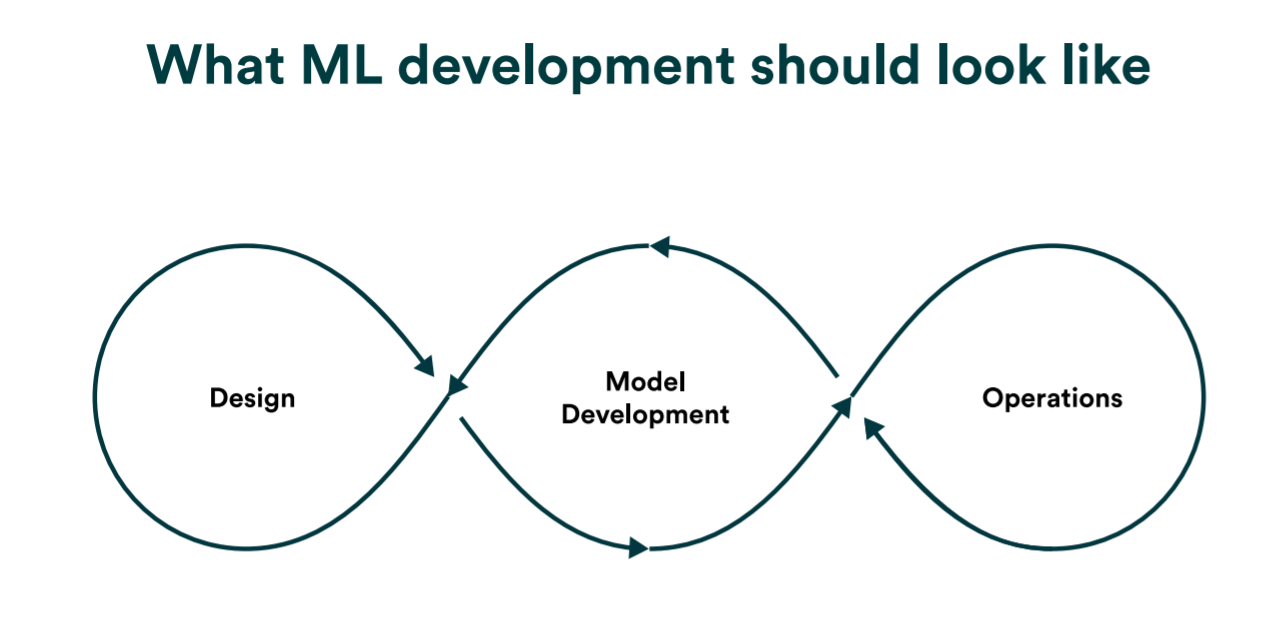 What ML development should look like
Design
Model
Development
Operations